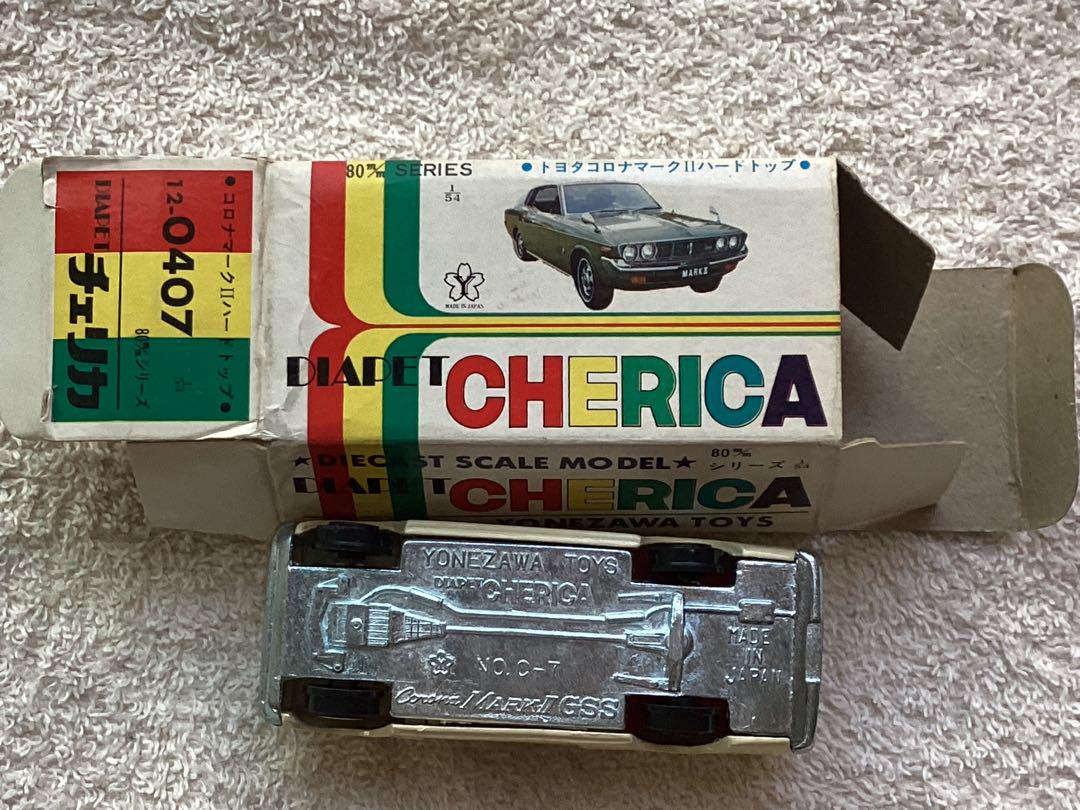 80m/m SERIES
1/54
●トヨタコロナマークIIハードトップ●
MARKII
Y
MADE IN JAPAN
DIAPET CHERICA
★DIECAST SCALE MODEL★
80m/m
シリーズ
DIAPET CHERICA
YONEZAWA TOYS
●コロナマークIIハードトップ●
12-0407
80m/mシリーズ
DIAPET
チェリカ
YONEZAWA TOYS
DIAPET CHERICA
NO.C-7
Corona MARK-II GSS
MADE
IN
JAPAN